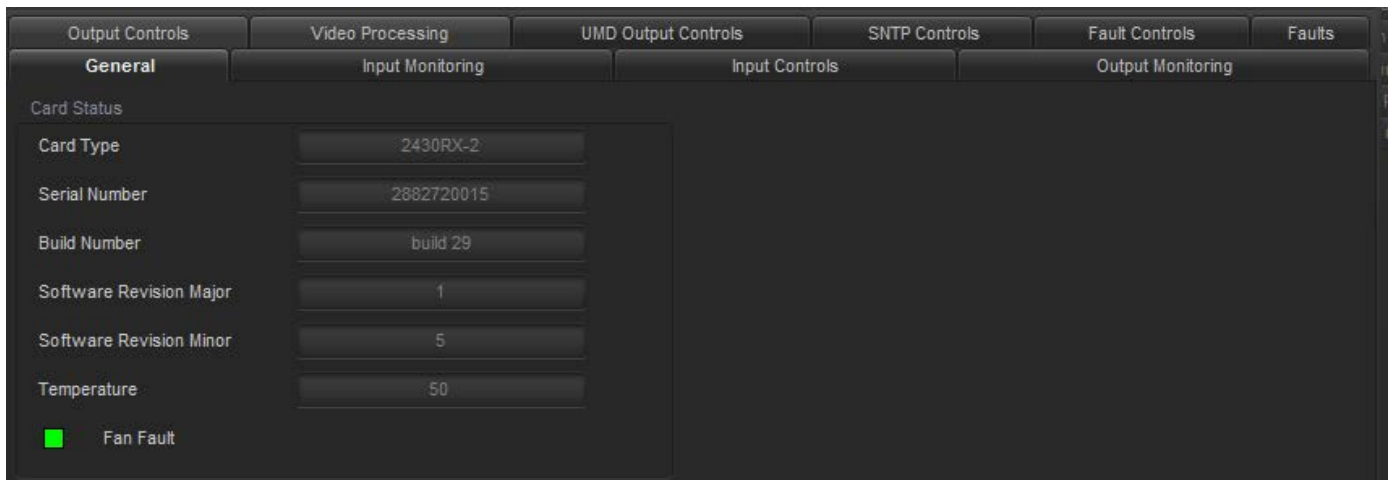 Output Controls Video Processing UMD Output Controls SNTP Controls Fault Controls Faults
General Input Monitoring Input Controls Output Monitoring
Card Status
Card Type 2430RX-2
Serial Number 2882720015
Build Number build 29
Software Revision Major 1
Software Revision Minor 5
Temperature 50
Fan Fault